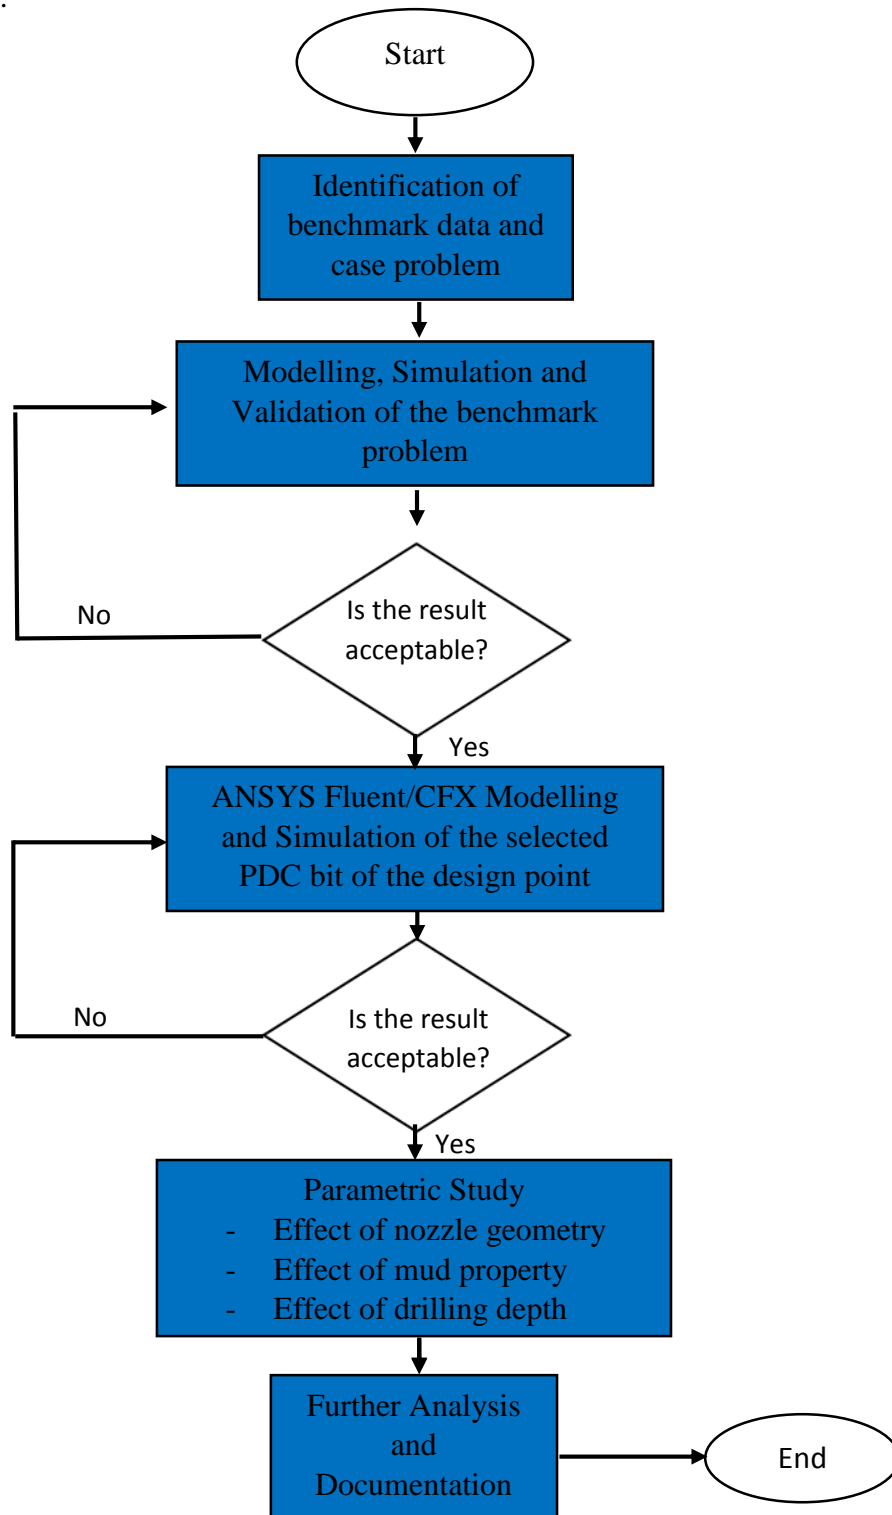 .
Start
Identification of
benchmark data and
case problem
Modelling, Simulation and
Validation of the benchmark
problem
No
Is the result
acceptable?
Yes
ANSYS Fluent/CFX Modelling
and Simulation of the selected
PDC bit of the design point
No
Is the result
acceptable?
Yes
Parametric Study
- Effect of nozzle geometry
- Effect of mud property
- Effect of drilling depth
Further Analysis
and
Documentation
End